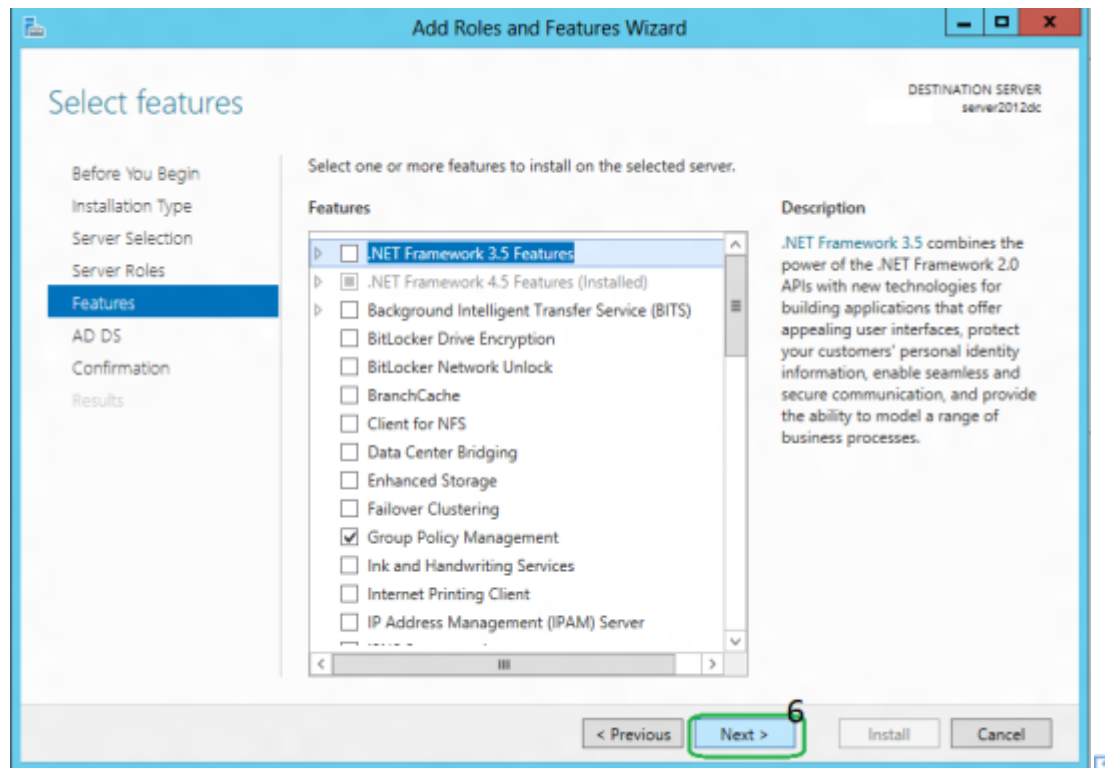 Add Roles and Features Wizard
Select features
DESTINATION SERVER
server2012dc
Before You Begin
Installation Type
Server Selection
Server Roles
Features
AD DS
Confirmation
Results
Select one or more features to install on the selected server.
Features
.NET Framework 3.5 Features
.NET Framework 4.5 Features (Installed)
Background Intelligent Transfer Service (BITS)
BitLocker Drive Encryption
BitLocker Network Unlock
BranchCache
Client for NFS
Data Center Bridging
Enhanced Storage
Failover Clustering
Group Policy Management
Ink and Handwriting Services
Internet Printing Client
IP Address Management (IPAM) Server
Description
.NET Framework 3.5 combines the
power of the .NET Framework 2.0
APIs with new technologies for
building applications that offer
appealing user interfaces, protect
your customers' personal identity
information, enable seamless and
secure communication, and provide
the ability to model a range of
business processes.
6
< Previous
Next >
Install
Cancel